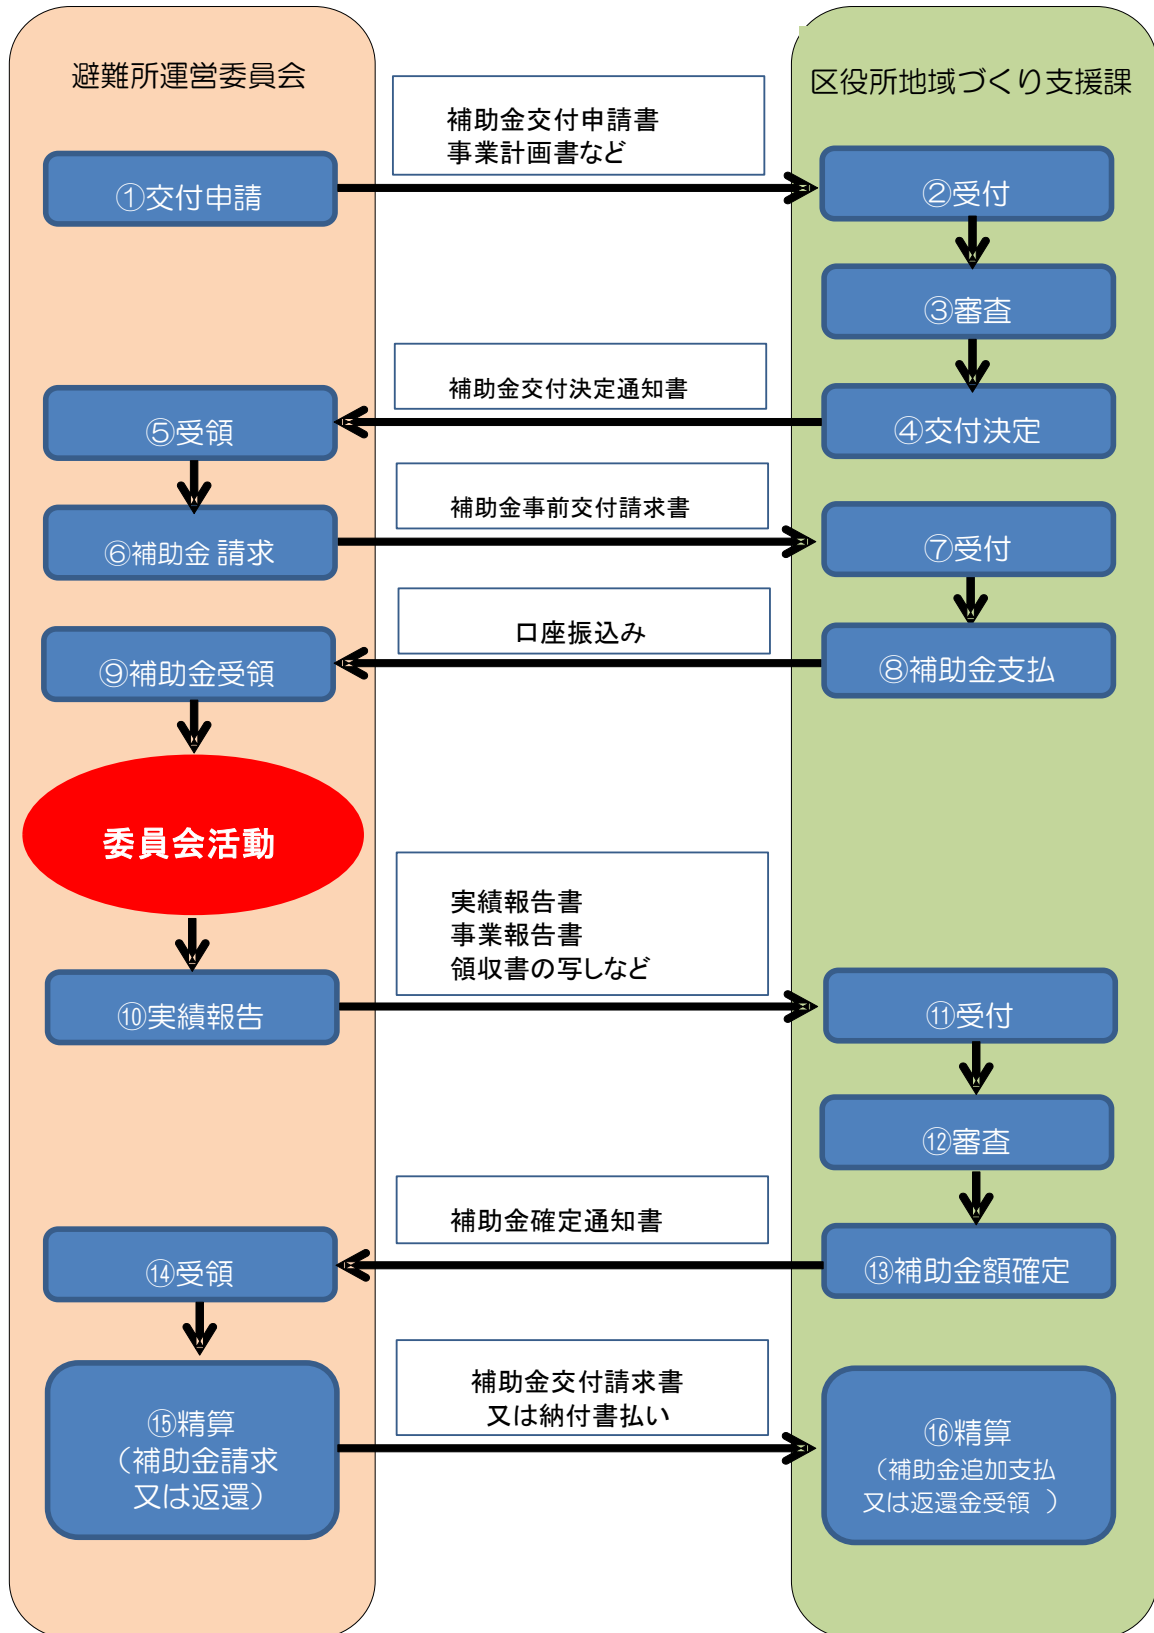 避難所運営委員会
区役所地域づくり支援課
補助金交付申請書
事業計画書など
①交付申請
②受付
③審査
補助金交付決定通知書
④交付決定
⑤受領
補助金事前交付請求書
⑥補助金 請求
⑦受付
口座振込み
⑧補助金支払
⑨補助金受領
委員会活動
実績報告書
事業報告書
領収書の写しなど
⑩実績報告
⑪受付
⑫審査
補助金確定通知書
⑬補助金額確定
⑭受領
補助金交付請求書
又は納付書払い
⑮精算
（補助金請求
又は返還）
⑯精算
（補助金追加支払
又は返還金受領 ）